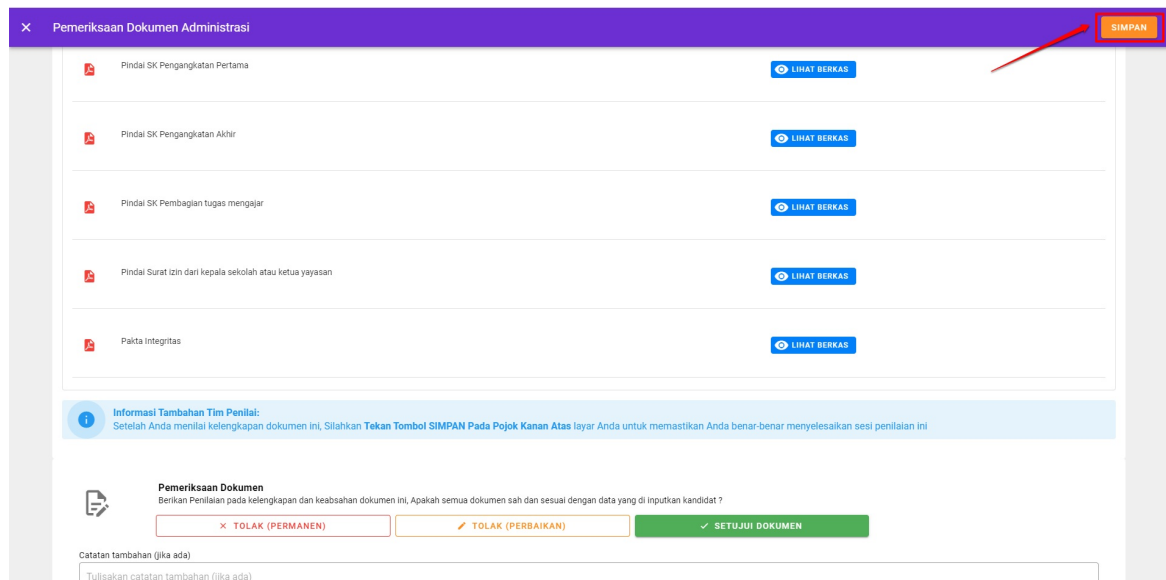 Pemeriksaan Dokumen Administrasi
SIMPAN
Pindai SK Pengangkatan Pertama
LIHAT BERKAS
Pindai SK Pengangkatan Akhir
LIHAT BERKAS
Pindai SK Pembagian tugas mengajar
LIHAT BERKAS
Pindai Surat izin dari kepala sekolah atau ketua yayasan
LIHAT BERKAS
Pakta Integritas
LIHAT BERKAS
Informasi Tambahan Tim Penilai:
Setelah Anda menilai kelengkapan dokumen ini, Silahkan Tekan Tombol SIMPAN Pada Pojok Kanan Atas layar Anda untuk memastikan Anda benar-benar menyelesaikan sesi penilaian ini
Pemeriksaan Dokumen
Berikan Penilaian pada kelengkapan dan keabsahan dokumen ini, Apakah semua dokumen sah dan sesuai dengan data yang di inputkan kandidat ?
TOLAK (PERMANEN)
TOLAK (PERBAIKAN)
SETUJUI DOKUMEN
Catatan tambahan (jika ada)
Tulisakan catatan tambahan (jika ada)